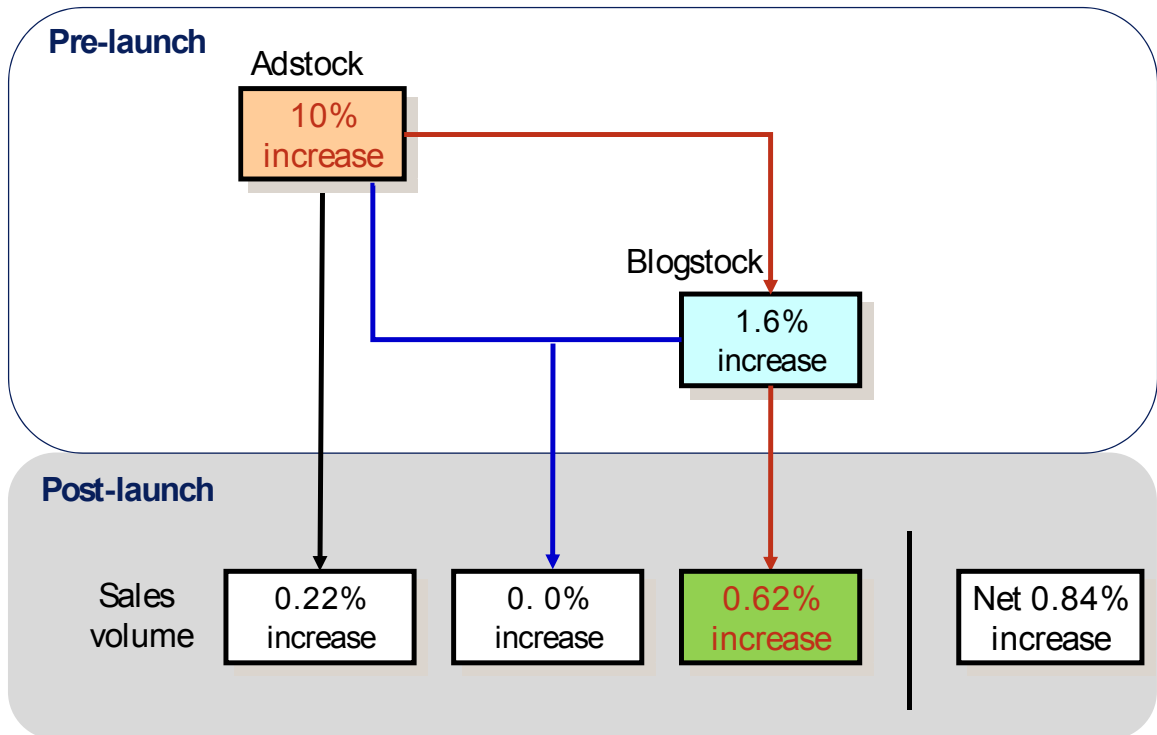 Pre-launch
Adstock
10%
increase
Blogstock
1.6%
increase
Post-launch
Sales
volume
0.22%
increase
0. 0%
increase
0.62%
increase
Net 0.84%
increase